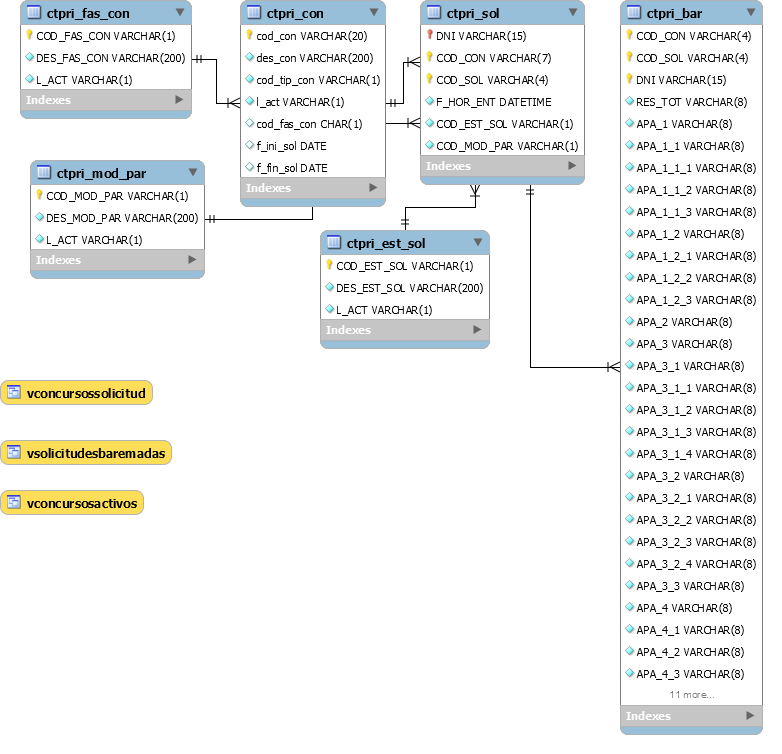 ctpri_fas_con
COD_FAS_CON VARCHAR(1)
DES_FAS_CON VARCHAR(200)
L_ACT VARCHAR(1)
Indexes
ctpri_con
cod_con VARCHAR(20)
des_con VARCHAR(200)
cod_tip_con VARCHAR(1)
l_act VARCHAR(1)
cod_fas_con CHAR(1)
f_ini_sol DATE
f_fin_sol DATE
Indexes
ctpri_sol
DNI VARCHAR(15)
COD_CON VARCHAR(7)
COD_SOL VARCHAR(4)
F_HOR_ENT DATETIME
COD_EST_SOL VARCHAR(1)
COD_MOD_PAR VARCHAR(1)
Indexes
ctpri_bar
COD_CON VARCHAR(4)
COD_SOL VARCHAR(4)
DNI VARCHAR(15)
RES_TOT VARCHAR(8)
APA_1 VARCHAR(8)
APA_1_1 VARCHAR(8)
APA_1_1_1 VARCHAR(8)
APA_1_1_2 VARCHAR(8)
APA_1_1_3 VARCHAR(8)
APA_1_2 VARCHAR(8)
APA_1_2_1 VARCHAR(8)
APA_1_2_2 VARCHAR(8)
APA_1_2_3 VARCHAR(8)
APA_2 VARCHAR(8)
APA_3 VARCHAR(8)
APA_3_1 VARCHAR(8)
APA_3_1_1 VARCHAR(8)
APA_3_1_2 VARCHAR(8)
APA_3_1_3 VARCHAR(8)
APA_3_1_4 VARCHAR(8)
APA_3_2 VARCHAR(8)
APA_3_2_1 VARCHAR(8)
APA_3_2_2 VARCHAR(8)
APA_3_2_3 VARCHAR(8)
APA_3_2_4 VARCHAR(8)
APA_3_3 VARCHAR(8)
APA_4 VARCHAR(8)
APA_4_1 VARCHAR(8)
APA_4_2 VARCHAR(8)
APA_4_3 VARCHAR(8)
11 more...
Indexes
ctpri_mod_par
COD_MOD_PAR VARCHAR(1)
DES_MOD_PAR VARCHAR(200)
L_ACT VARCHAR(1)
Indexes
ctpri_est_sol
COD_EST_SOL VARCHAR(1)
DES_EST_SOL VARCHAR(200)
L_ACT VARCHAR(1)
Indexes
vconcursossolicitud
vsolicitudesbaremadas
vconcursosactivos